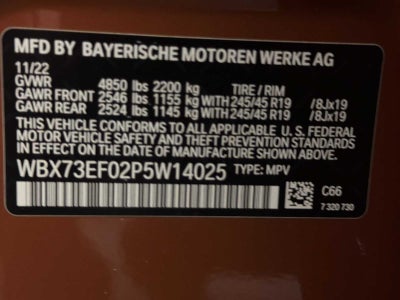 MFD BY BAYERISCHE MOTOREN WERKE AG
11/22
GVWR 4850 lbs 2200 kg TIRE / RIM
GAWR FRONT 2546 lbs 1155 kg WITH 245/45 R19 /8Jx19
GAWR REAR 2524 lbs 1145 kg WITH 245/45 R19 /8Jx19
THIS VEHICLE CONFORMS TO ALL APPLICABLE U.S. FEDERAL
MOTOR VEHICLE SAFETY AND THEFT PREVENTION STANDARDS
IN EFFECT ON THE DATE OF MANUFACTURE SHOWN ABOVE.
WBX73EF02P5W14025 TYPE: MPV
C66
7 320 730